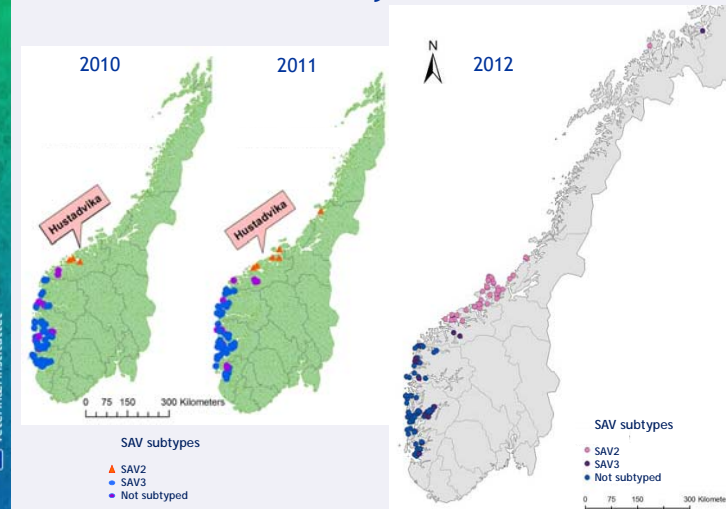 2010
2011
N
2012
Hustadvika
Hustadvika
0 75 150 300 Kilometers
SAV subtypes
SAV2
SAV3
Not subtyped
SAV subtypes
SAV2
SAV3
Not subtyped
0 75 150 300 Kilomete